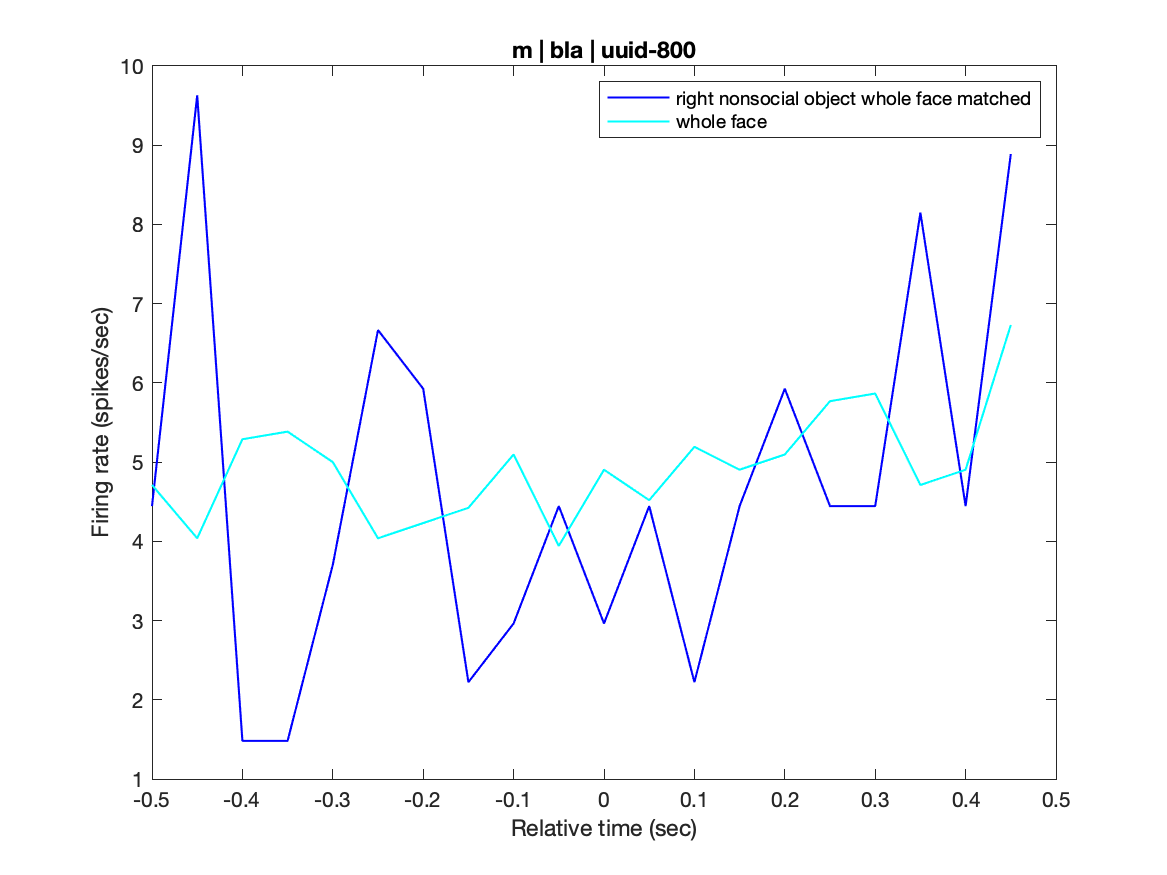 m | bla | uuid-800
right nonsocial object whole face matched
whole face
Firing rate (spikes/sec)
10
9
8
7
6
5
4
3
2
1
-0.5 -0.4 -0.3 -0.2 -0.1 0 0.1 0.2 0.3 0.4 0.5
Relative time (sec)